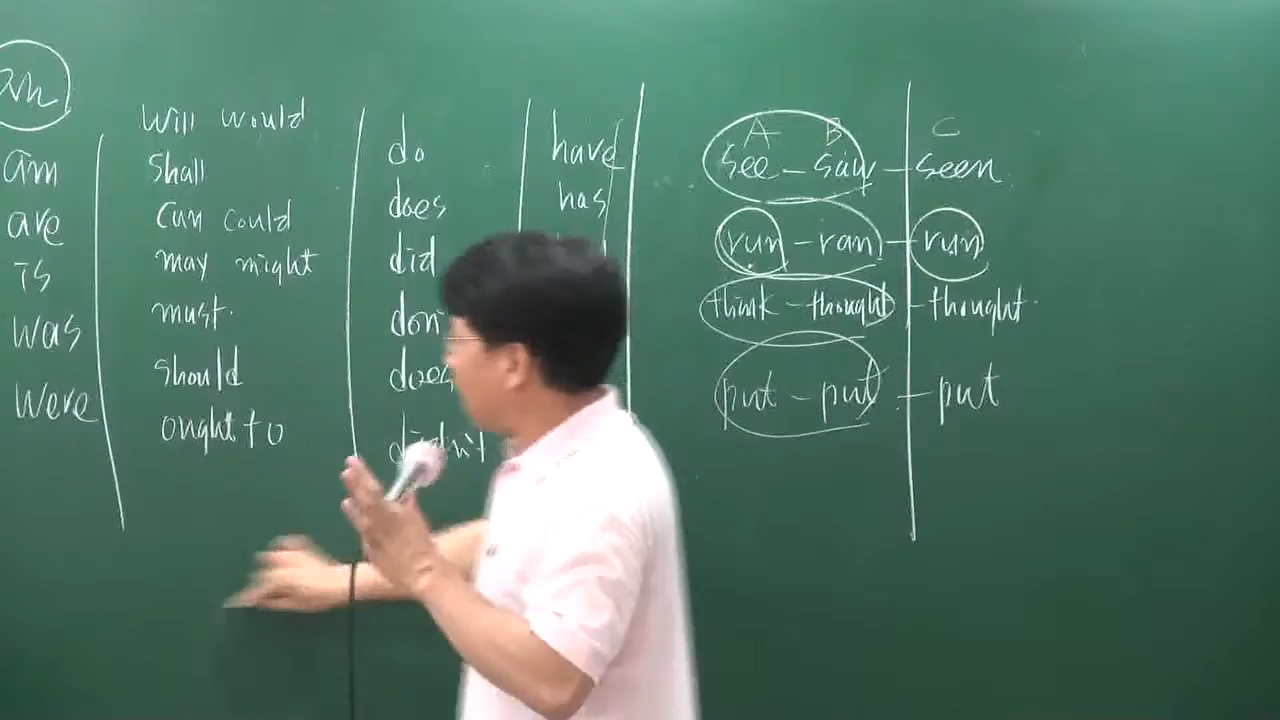 am
are
is
was
were
will would
shall
can could
may might
must.
should
ought to
do
does
did
don
does
didn't
have
has
A B C
see - saw - seen
run - ran - run
think - thought - thought
put - put - put